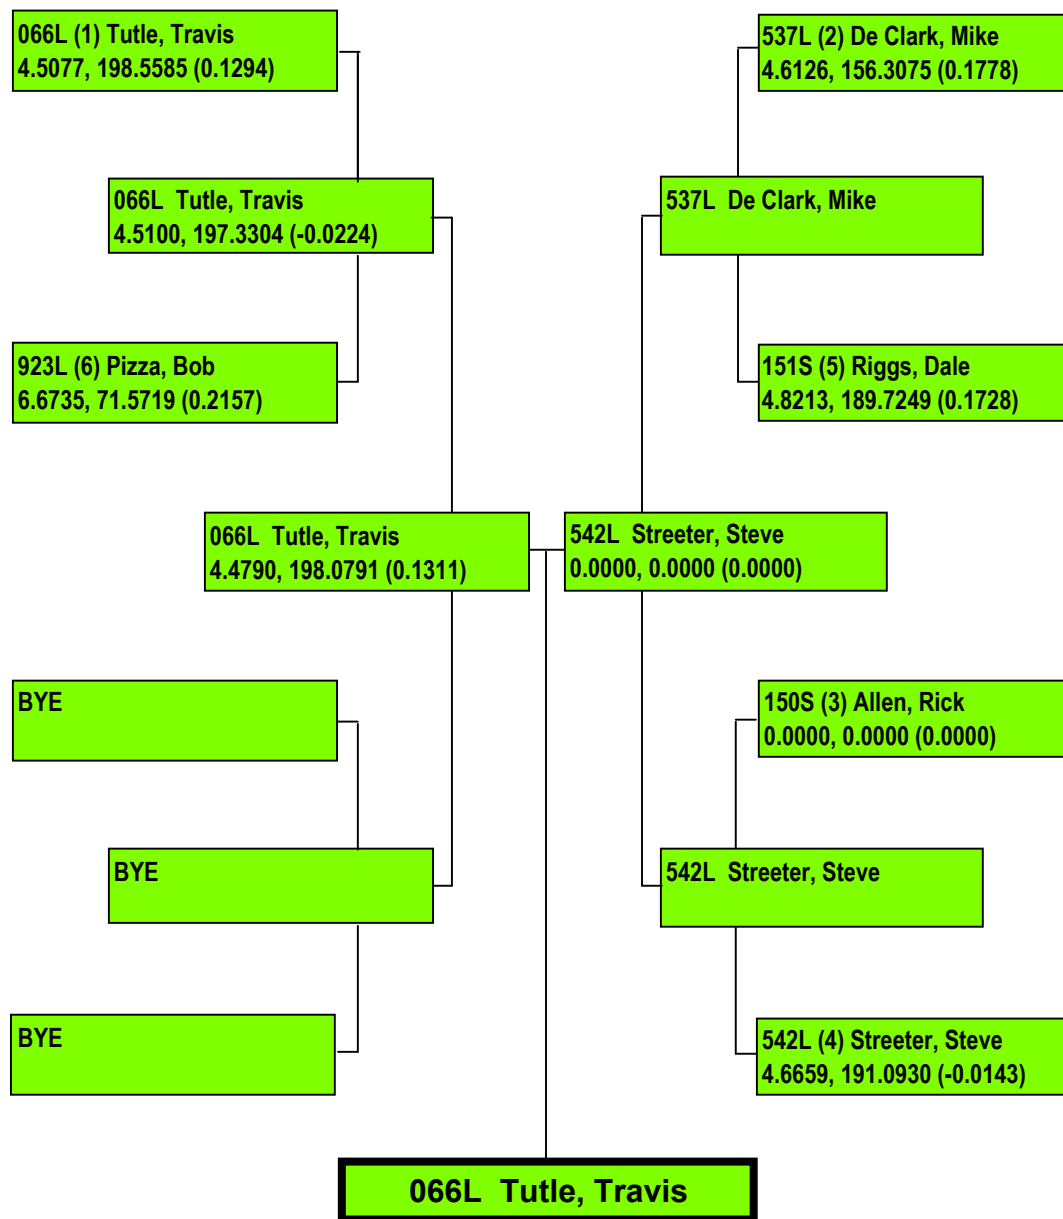 066L (1) Tutle, Travis
4.5077, 198.5585 (0.1294)
537L (2) De Clark, Mike
4.6126, 156.3075 (0.1778)
066L  Tutle, Travis
4.5100, 197.3304 (-0.0224)
537L  De Clark, Mike
923L (6) Pizza, Bob
6.6735, 71.5719 (0.2157)
151S (5) Riggs, Dale
4.8213, 189.7249 (0.1728)
066L  Tutle, Travis
4.4790, 198.0791 (0.1311)
542L  Streeter, Steve
0.0000, 0.0000 (0.0000)
BYE
150S (3) Allen, Rick
0.0000, 0.0000 (0.0000)
BYE
542L  Streeter, Steve
BYE
542L (4) Streeter, Steve
4.6659, 191.0930 (-0.0143)
066L  Tutle, Travis